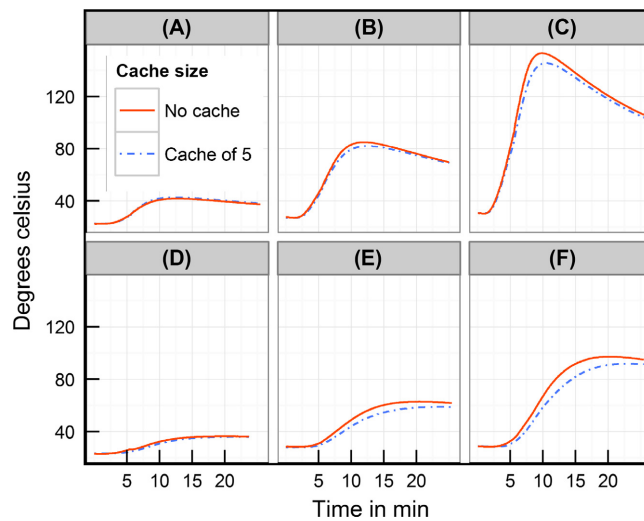 (A) (B) (C)
Cache size
No cache
Cache of 5
120
80
40
Degrees celsius
(D) (E) (F)
120
80
40
5 10 15 20 5 10 15 20 5 10 15 20
Time in min